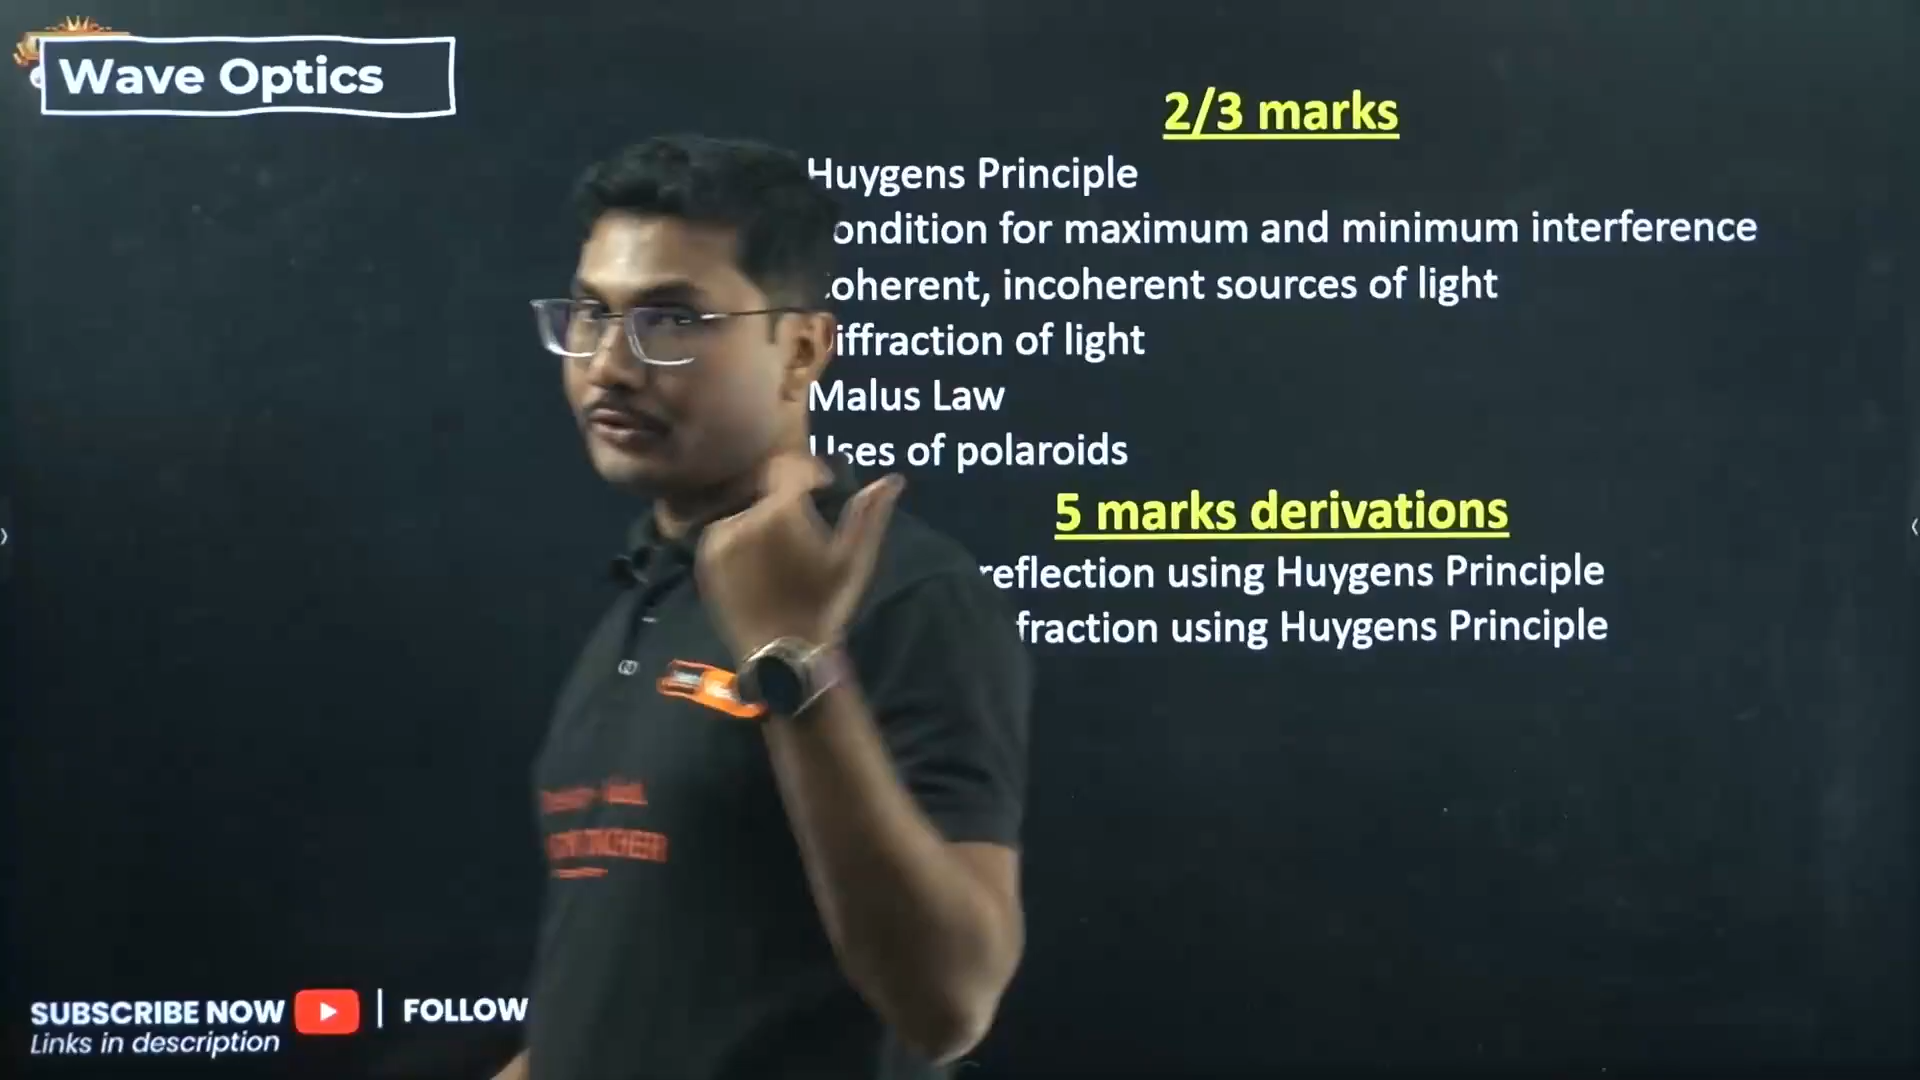 Wave Optics
2/3 marks
Huygens Principle
ondition for maximum and minimum interference
oherent, incoherent sources of light
iffraction of light
Malus Law
Uses of polaroids
5 marks derivations
reflection using Huygens Principle
fraction using Huygens Principle
SUBSCRIBE NOW | FOLLOW
Links in description